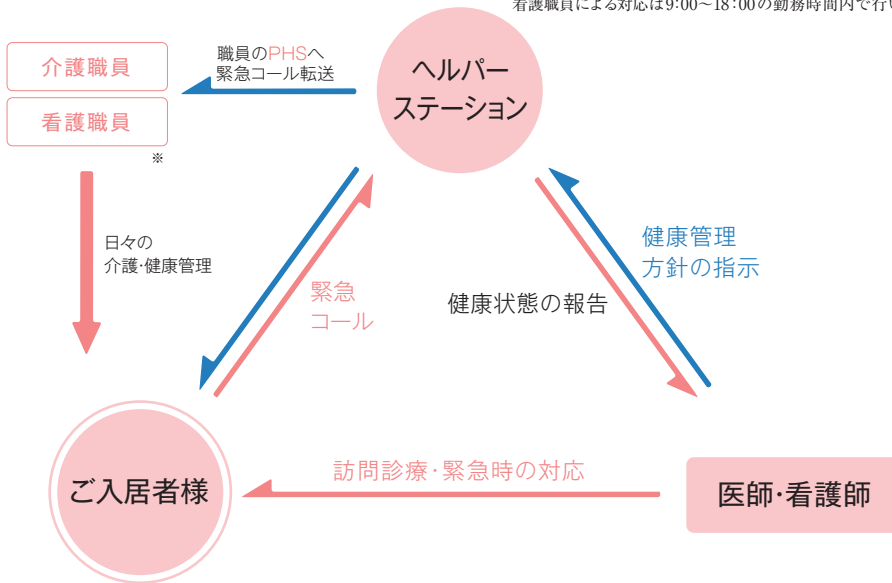 看護職員による対応は9:00～18:00の勤務時間内で行い
介護職員
看護職員
※
職員のPHSへ
緊急コール転送
ヘルパー
ステーション
日々の
介護・健康管理
緊急
コール
健康状態の報告
健康管理
方針の指示
ご入居者様
訪問診療・緊急時の対応
医師・看護師